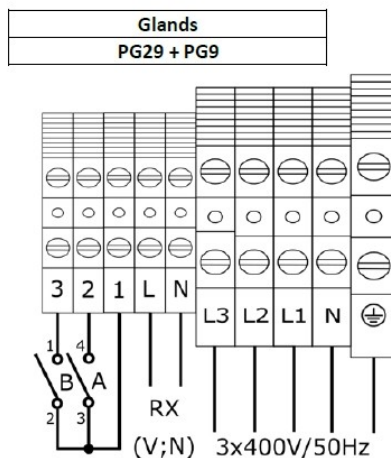 Glands
PG29 + PG9
3 2 1 L N
L3 L2 L1 N
1 4
B A
2 3
RX
(V;N) 3x400V/50Hz